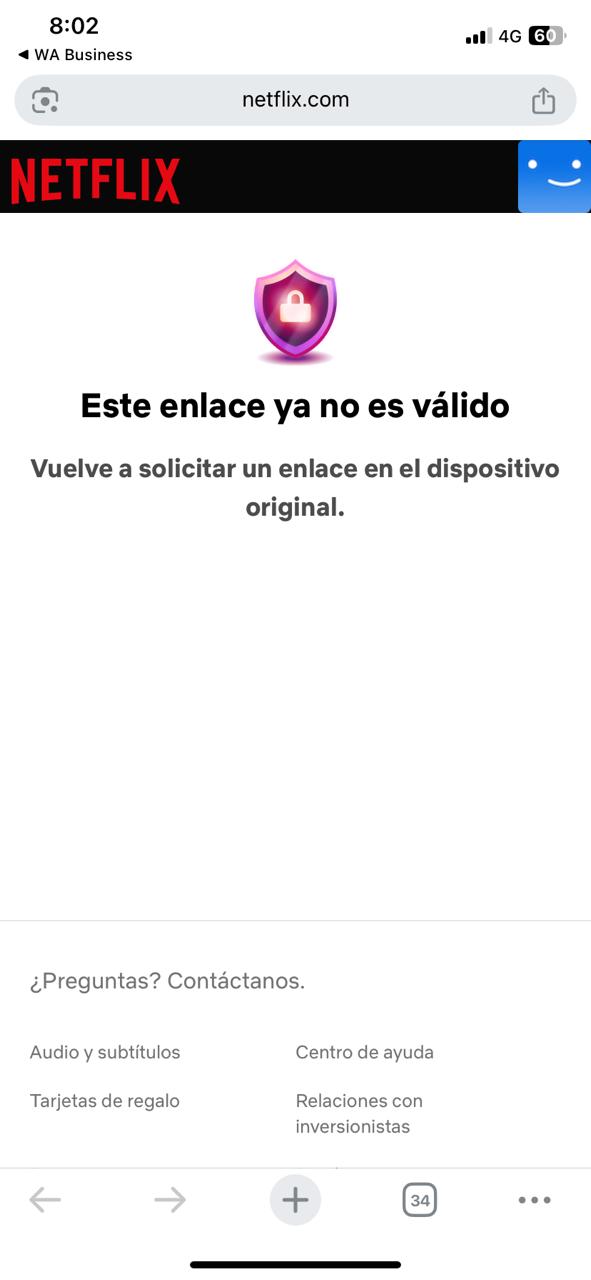 8:02
4G 60
◀ WA Business
netflix.com
NETFLIX
Este enlace ya no es válido
Vuelve a solicitar un enlace en el dispositivo
original.
¿Preguntas? Contáctanos.
Audio y subtítulos
Centro de ayuda
Tarjetas de regalo
Relaciones con
inversionistas
34